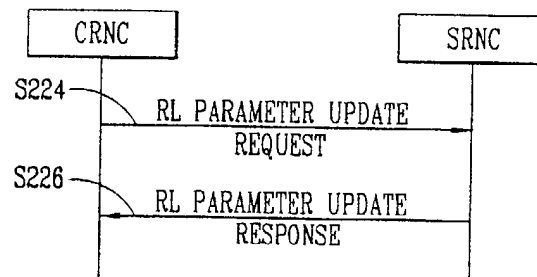 CRNC
SRNC
S224
RL PARAMETER UPDATE
REQUEST
S226
RL PARAMETER UPDATE
RESPONSE